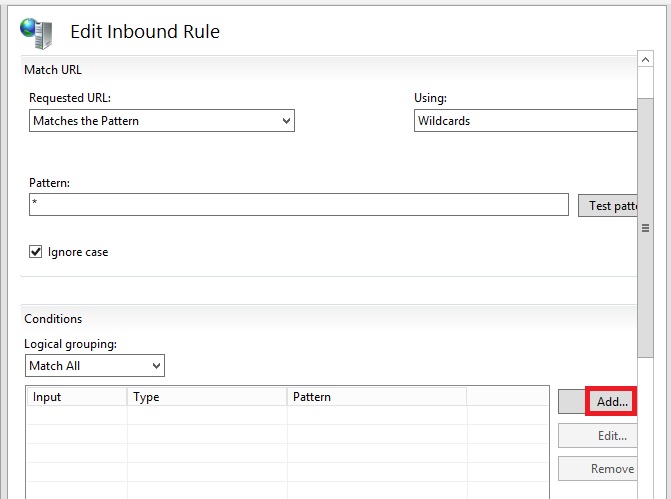 Edit Inbound Rule
Match URL
Requested URL: Using:
Matches the Pattern Wildcards
Pattern:
* Test patte
Ignore case
Conditions
Logical grouping:
Match All
Input Type Pattern
Add...
Edit...
Remove